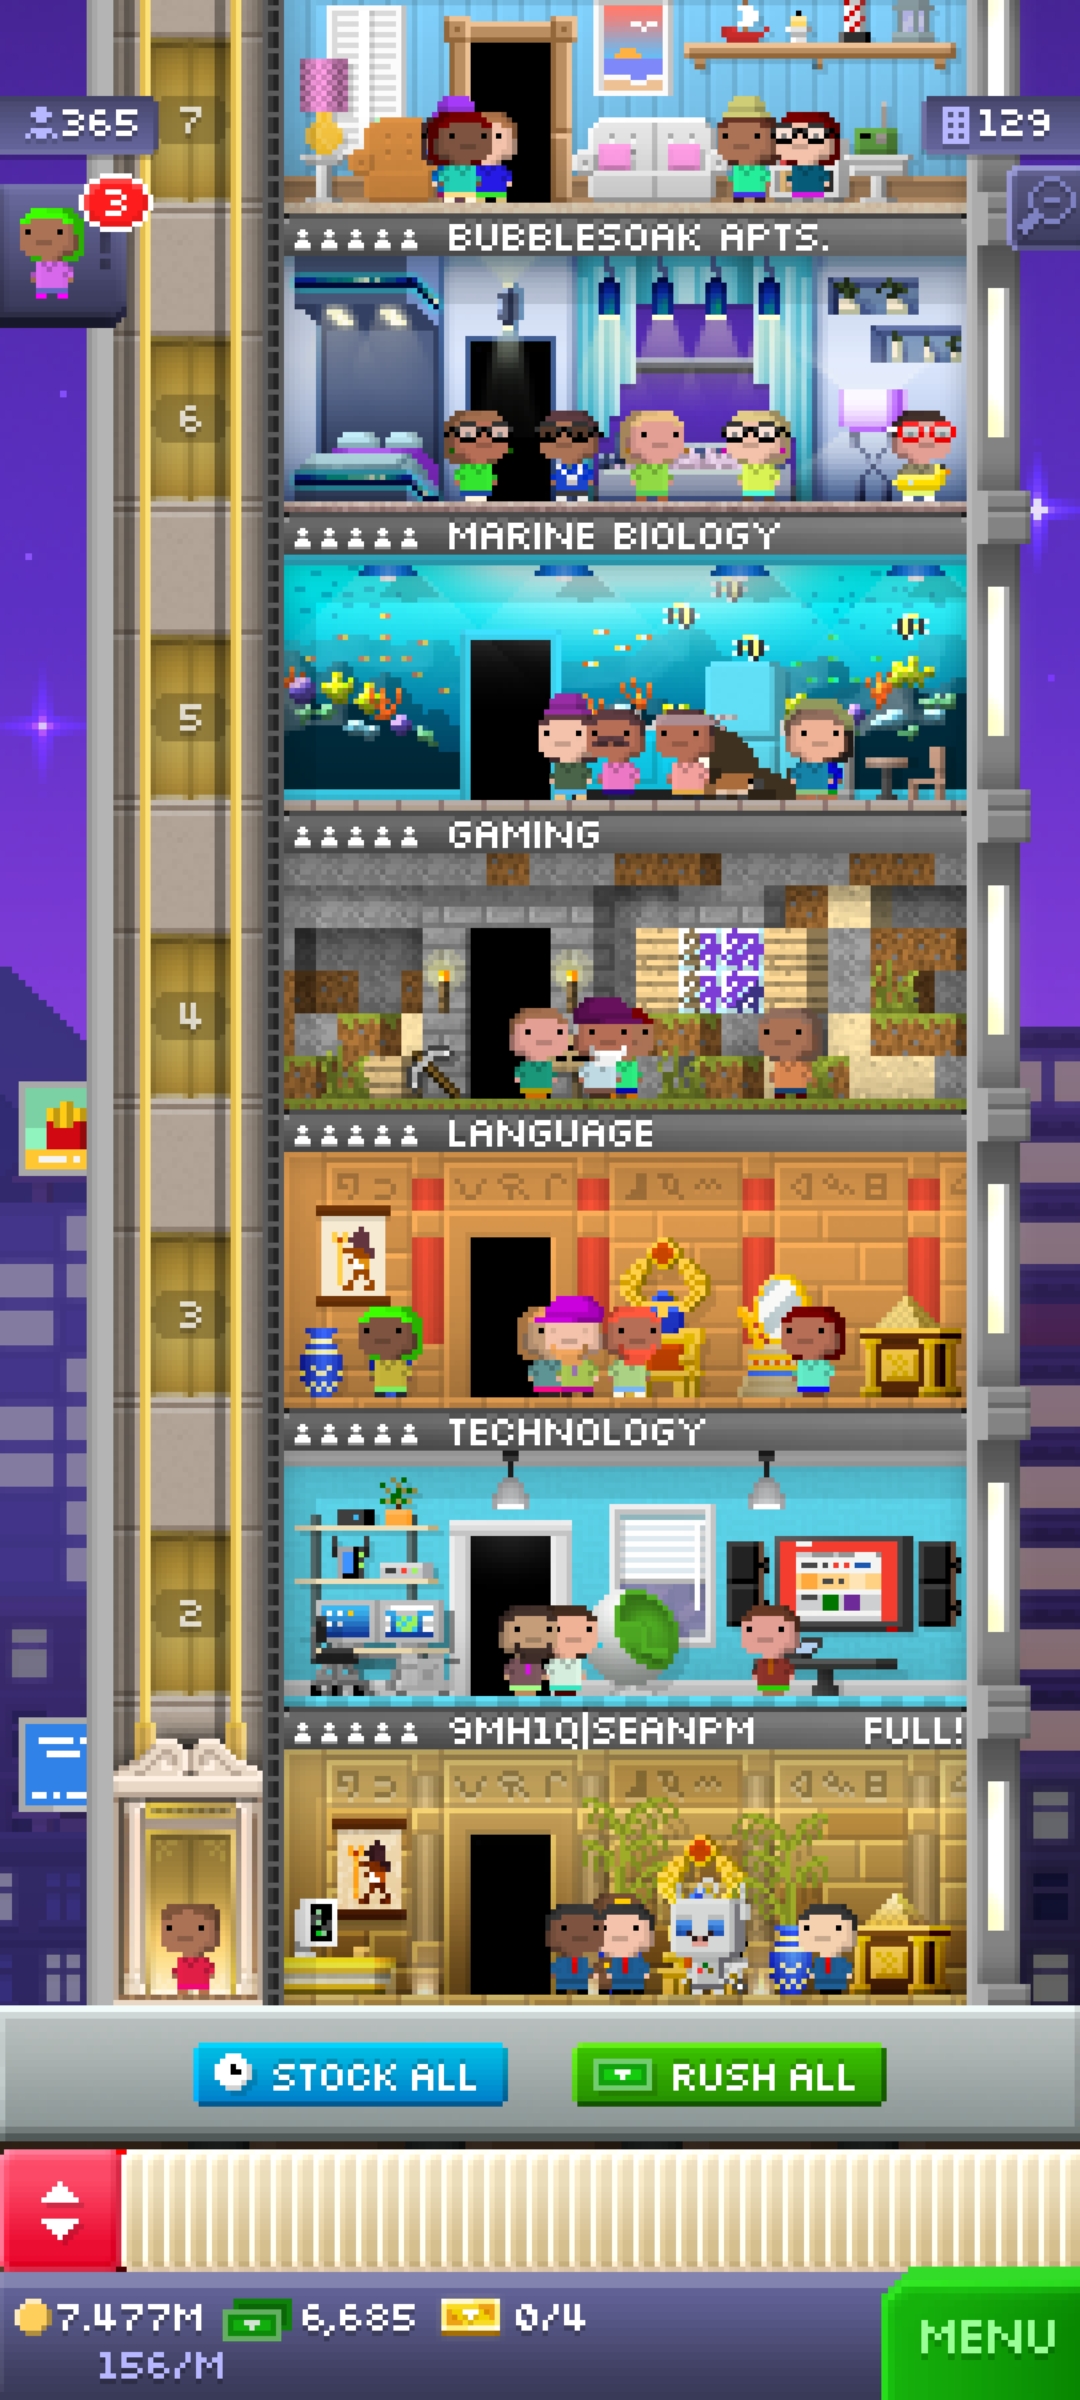 7
365
129
3
BUBBLESOAK APTS.
6
MARINE BIOLOGY
5
GAMING
4
LANGUAGE
3
TECHNOLOGY
2
9MH1Q|SEANPM FULL!
STOCK ALL
RUSH ALL
7.477M 6,685 0/4
156/M
MENU